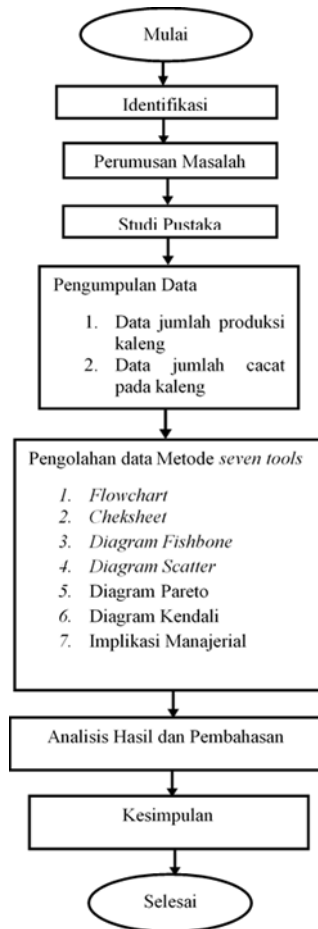 Mulai
Identifikasi
Perumusan Masalah
Studi Pustaka
Pengumpulan Data
1. Data jumlah produksi
kaleng
2. Data jumlah cacat
pada kaleng
Pengolahan data Metode seven tools
1. Flowchart
2. Cheksheet
3. Diagram Fishbone
4. Diagram Scatter
5. Diagram Pareto
6. Diagram Kendali
7. Implikasi Manajerial
Analisis Hasil dan Pembahasan
Kesimpulan
Selesai